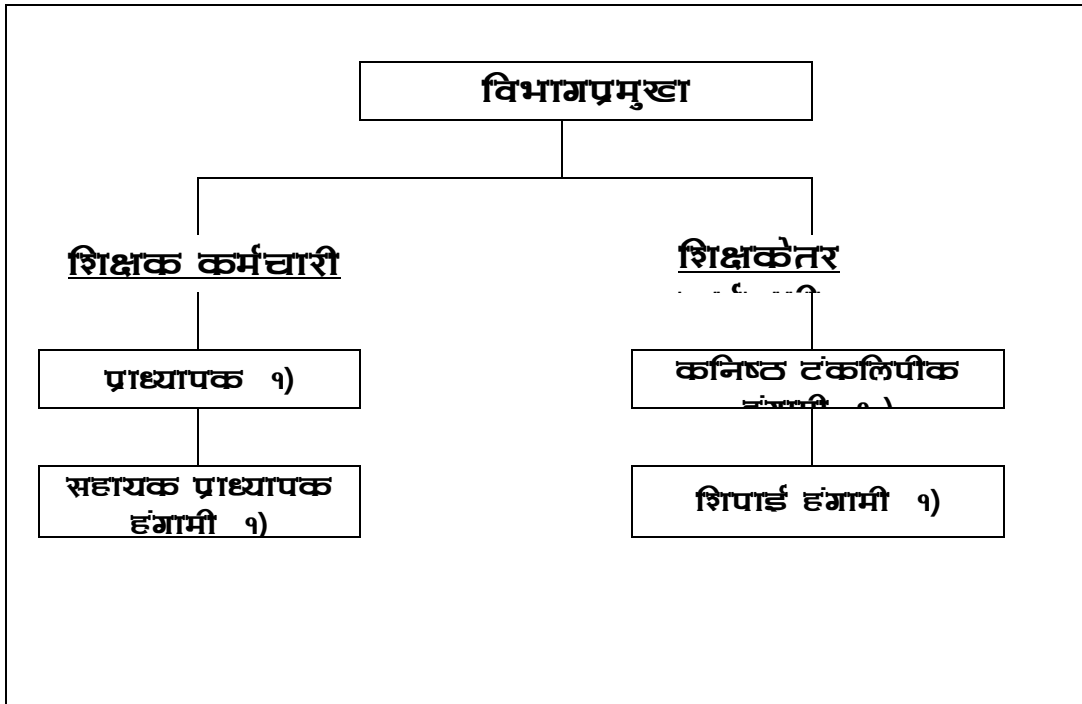 विभागप्रमुखा
शिक्षक कर्मचारी
शिक्षकेतर
प्राध्यापक १)
कनिष्ठ टंकलिपीक
सहायक प्राध्यापक
हंगामी १)
शिपाई हंगामी १)